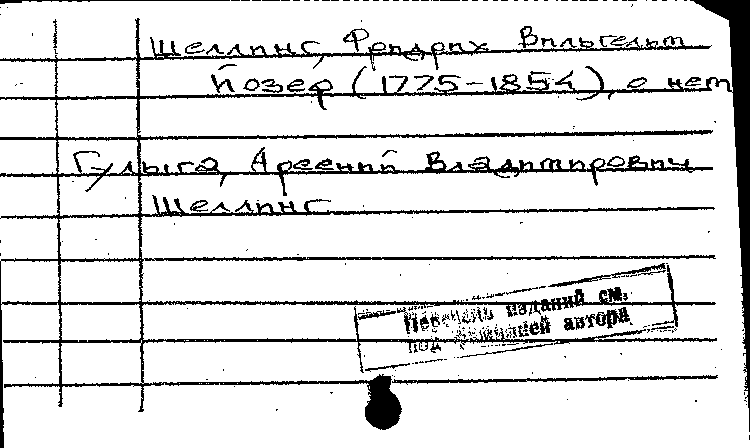 Шеллинг, Фридрих Вильгельм
Йозеф (1775-1854), о нем
Гулыга, Арсений Владимирович
Шеллинг
Перечень изданий см.
под фамилией автора